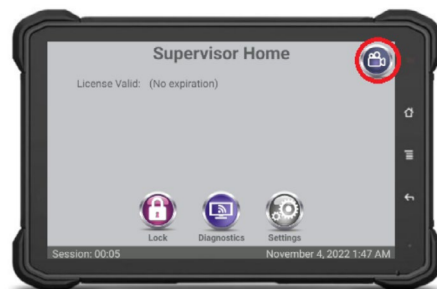 Supervisor Home
License Valid: (No expiration)
Lock Diagnostics Settings
Session: 00:05 November 4, 2022 1:47 AM